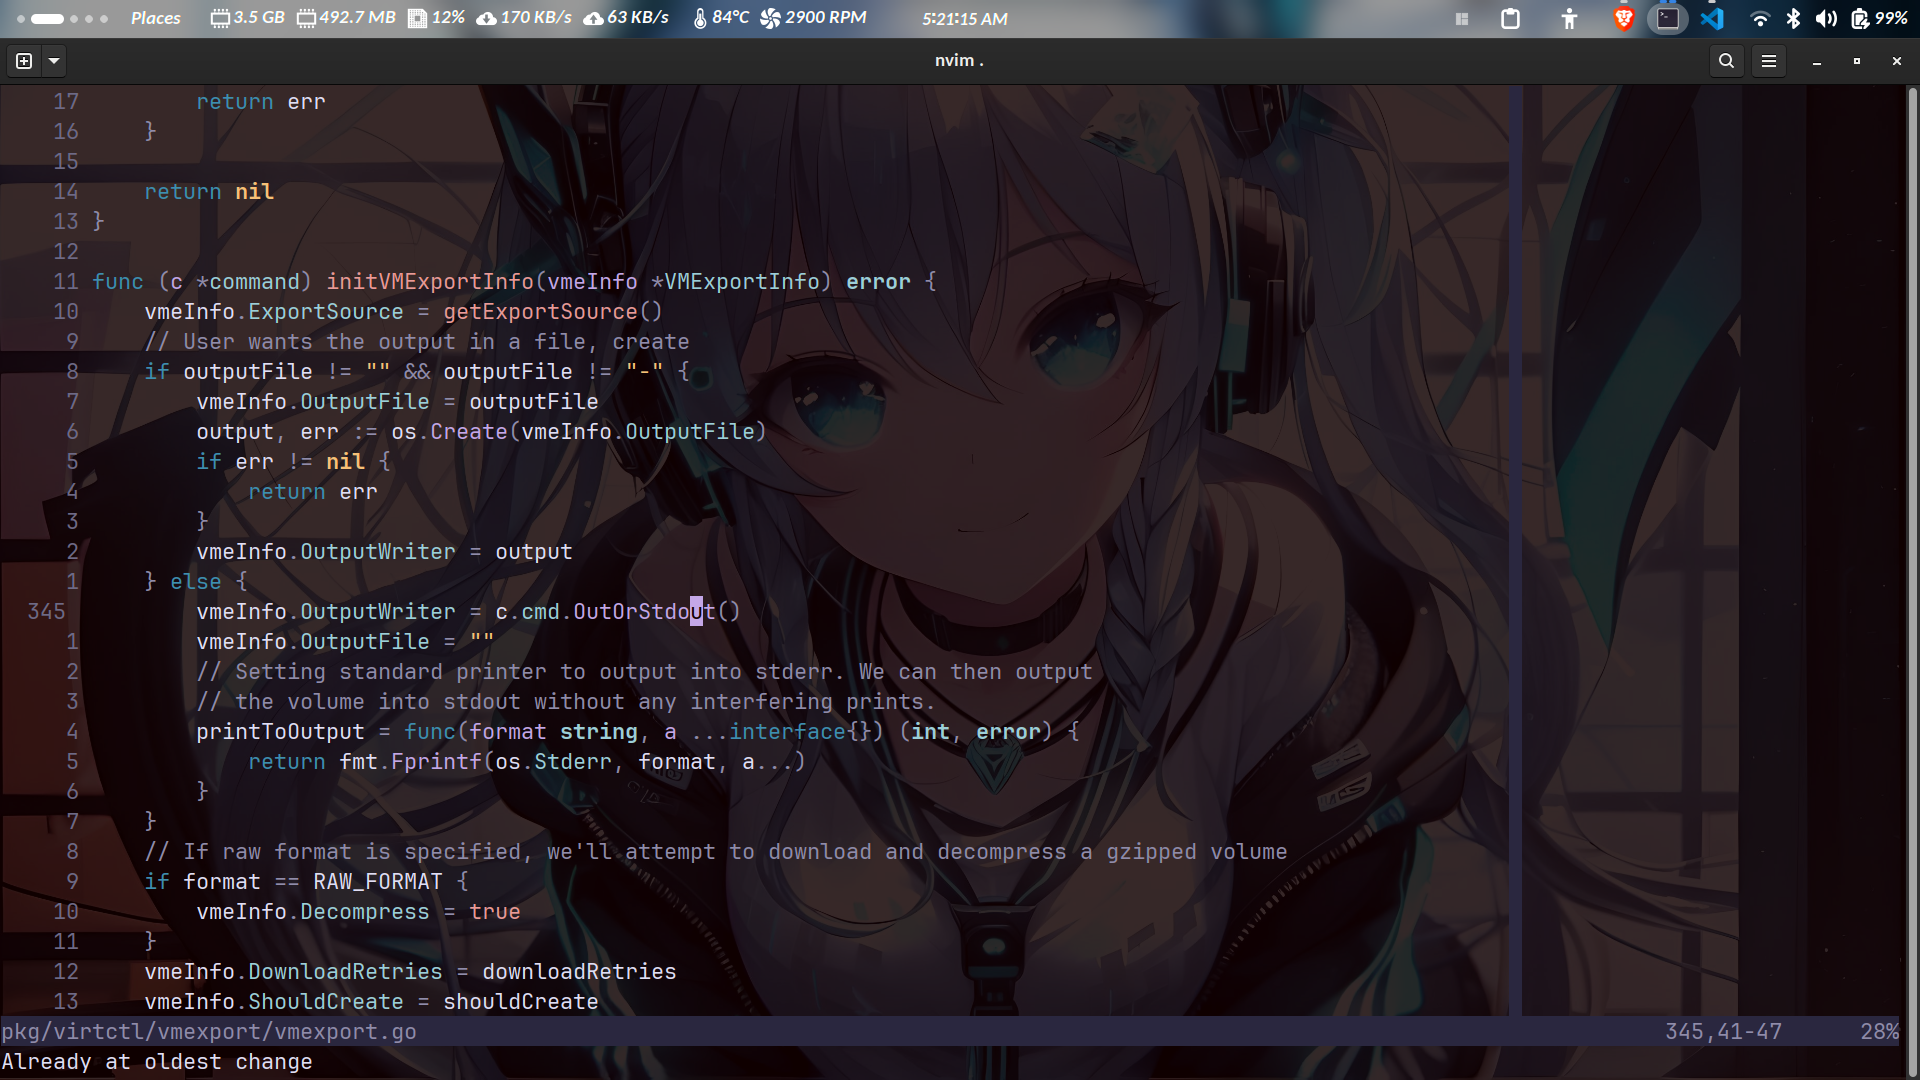 Places 3.5 GB 492.7 MB 12% 170 KB/s 63 KB/s 84°C 2900 RPM 5:21:15 AM 99%
nvim .
17 return err
16 }
15
14 return nil
13 }
12
11 func (c *command) initVMExportInfo(vmeInfo *VMExportInfo) error {
10 vmeInfo.ExportSource = getExportSource()
9 // User wants the output in a file, create
8 if outputFile != "" && outputFile != "-" {
7 vmeInfo.OutputFile = outputFile
6 output, err := os.Create(vmeInfo.OutputFile)
5 if err != nil {
4 return err
3 }
2 vmeInfo.OutputWriter = output
1 } else {
345 vmeInfo.OutputWriter = c.cmd.OutOrStdout()
1 vmeInfo.OutputFile = ""
2 // Setting standard printer to output into stderr. We can then output
3 // the volume into stdout without any interfering prints.
4 printToOutput = func(format string, a ...interface{}) (int, error) {
5 return fmt.Fprintf(os.Stderr, format, a...)
6 }
7 }
8 // If raw format is specified, we'll attempt to download and decompress a gzipped volume
9 if format == RAW_FORMAT {
10 vmeInfo.Decompress = true
11 }
12 vmeInfo.DownloadRetries = downloadRetries
13 vmeInfo.ShouldCreate = shouldCreate
pkg/virtctl/vmexport/vmexport.go 345,41-47 28%
Already at oldest change